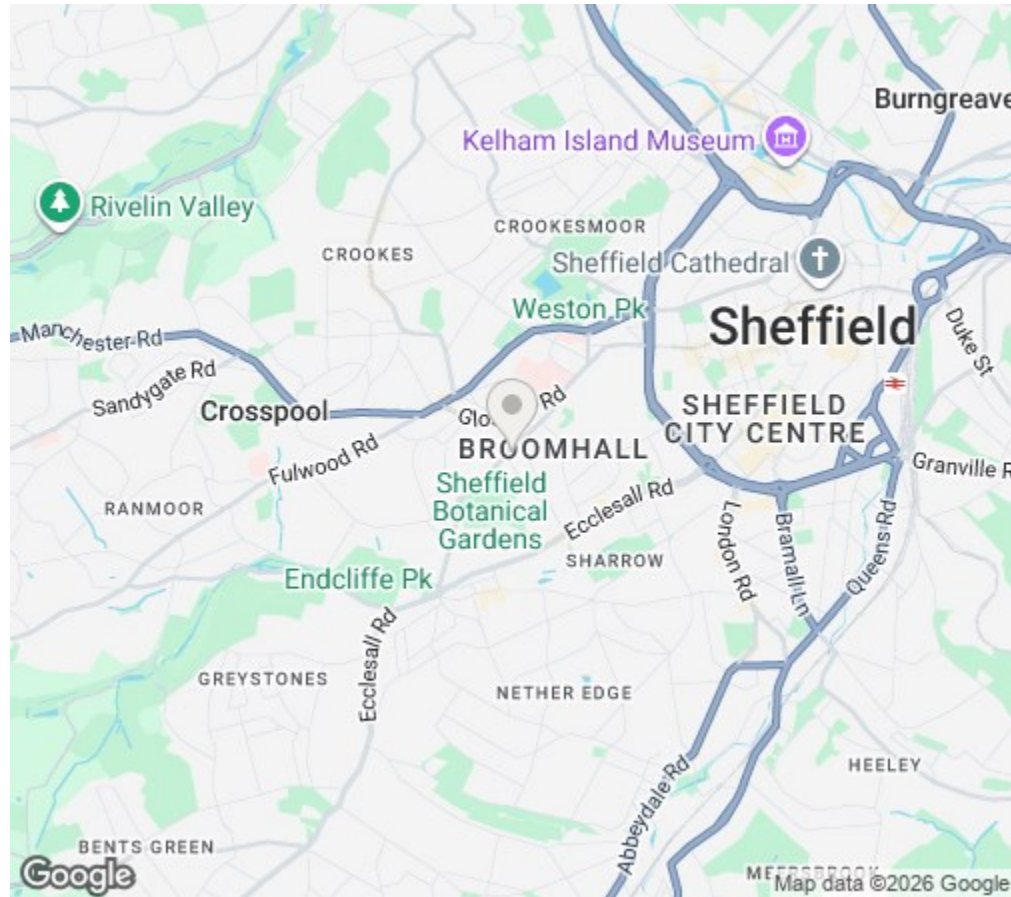 Burngreave
Kelham Island Museum
Rivelin Valley
CROOKESMOOR
CROOKES
Sheffield Cathedral
Weston Pk
Sheffield
Manchester Rd
Duke St
Sandygate Rd
Crosspool
Glo
Rd
SHEFFIELD
CITY CENTRE
BROOMHALL
Fulwood Rd
Granville R
Sheffield
Botanical
Gardens
RANMOOR
Ecclesall Rd
London Rd
Bramall Ln
Queens Rd
SHARROW
Endcliffe Pk
Ecclesall Rd
GREYSTONES
NETHER EDGE
HEELEY
Abbeydale Rd
BENTS GREEN
MEERSBROOK
Google
Map data ©2026 Google